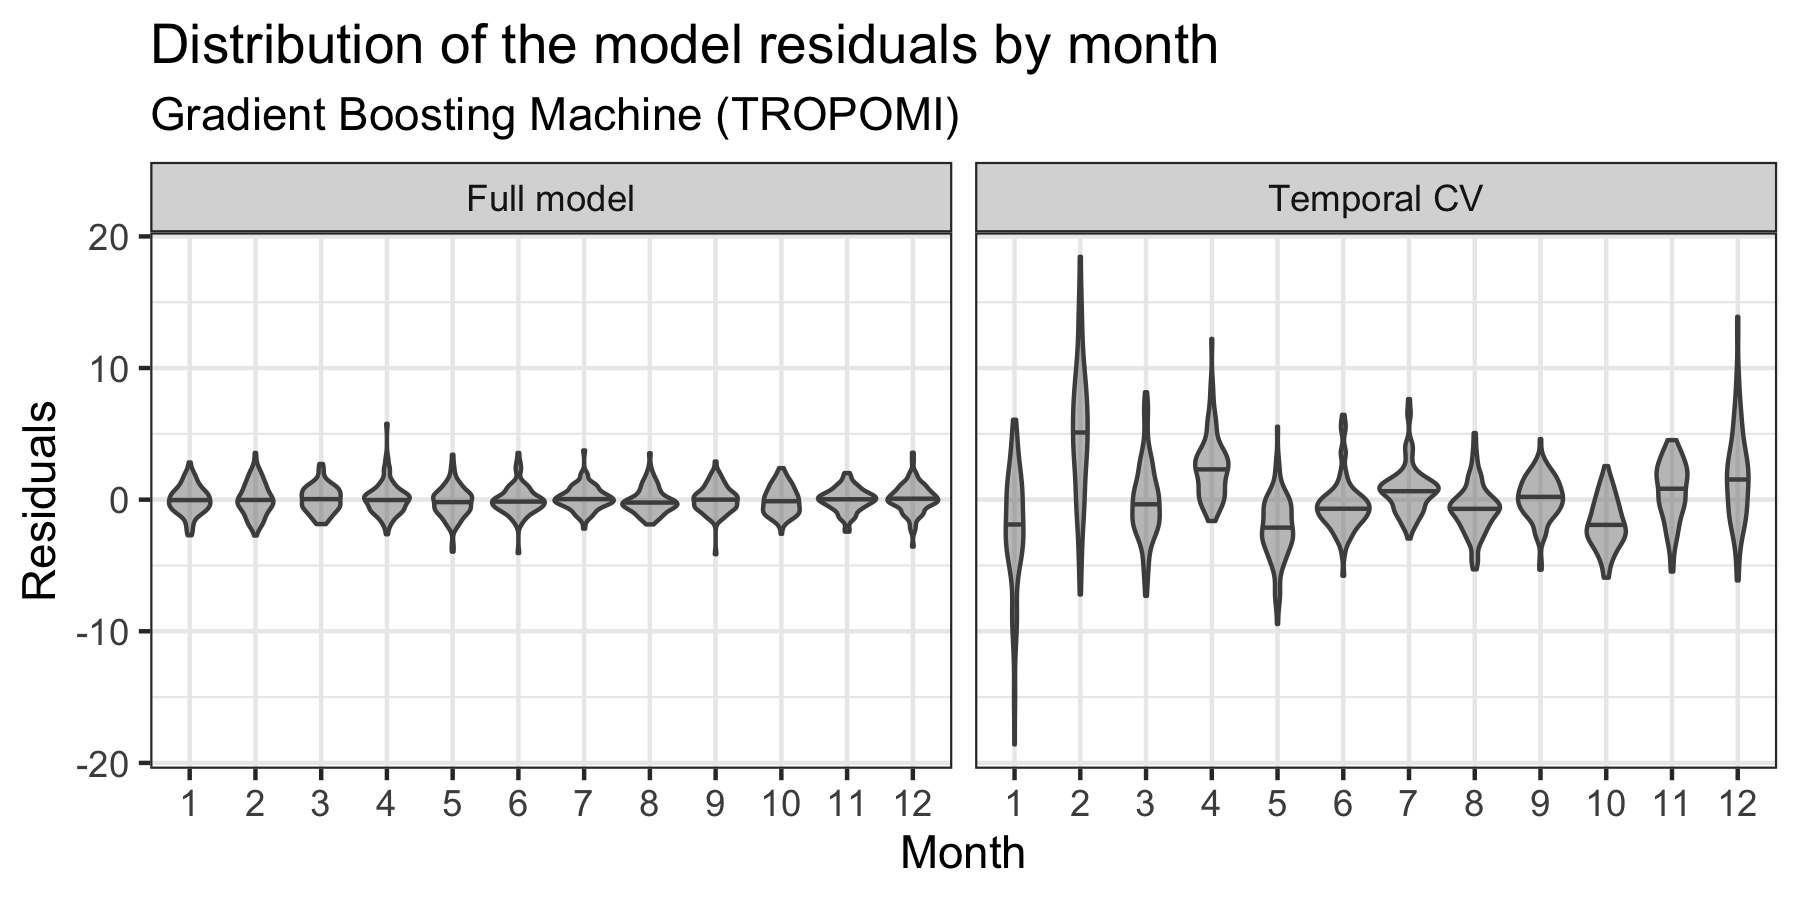 Distribution of the model residuals by month
Gradient Boosting Machine (TROPOMI)
Full model
Temporal CV
Residuals
20
10
0
-10
-20
1 2 3 4 5 6 7 8 9 10 11 12
1 2 3 4 5 6 7 8 9 10 11 12
Month